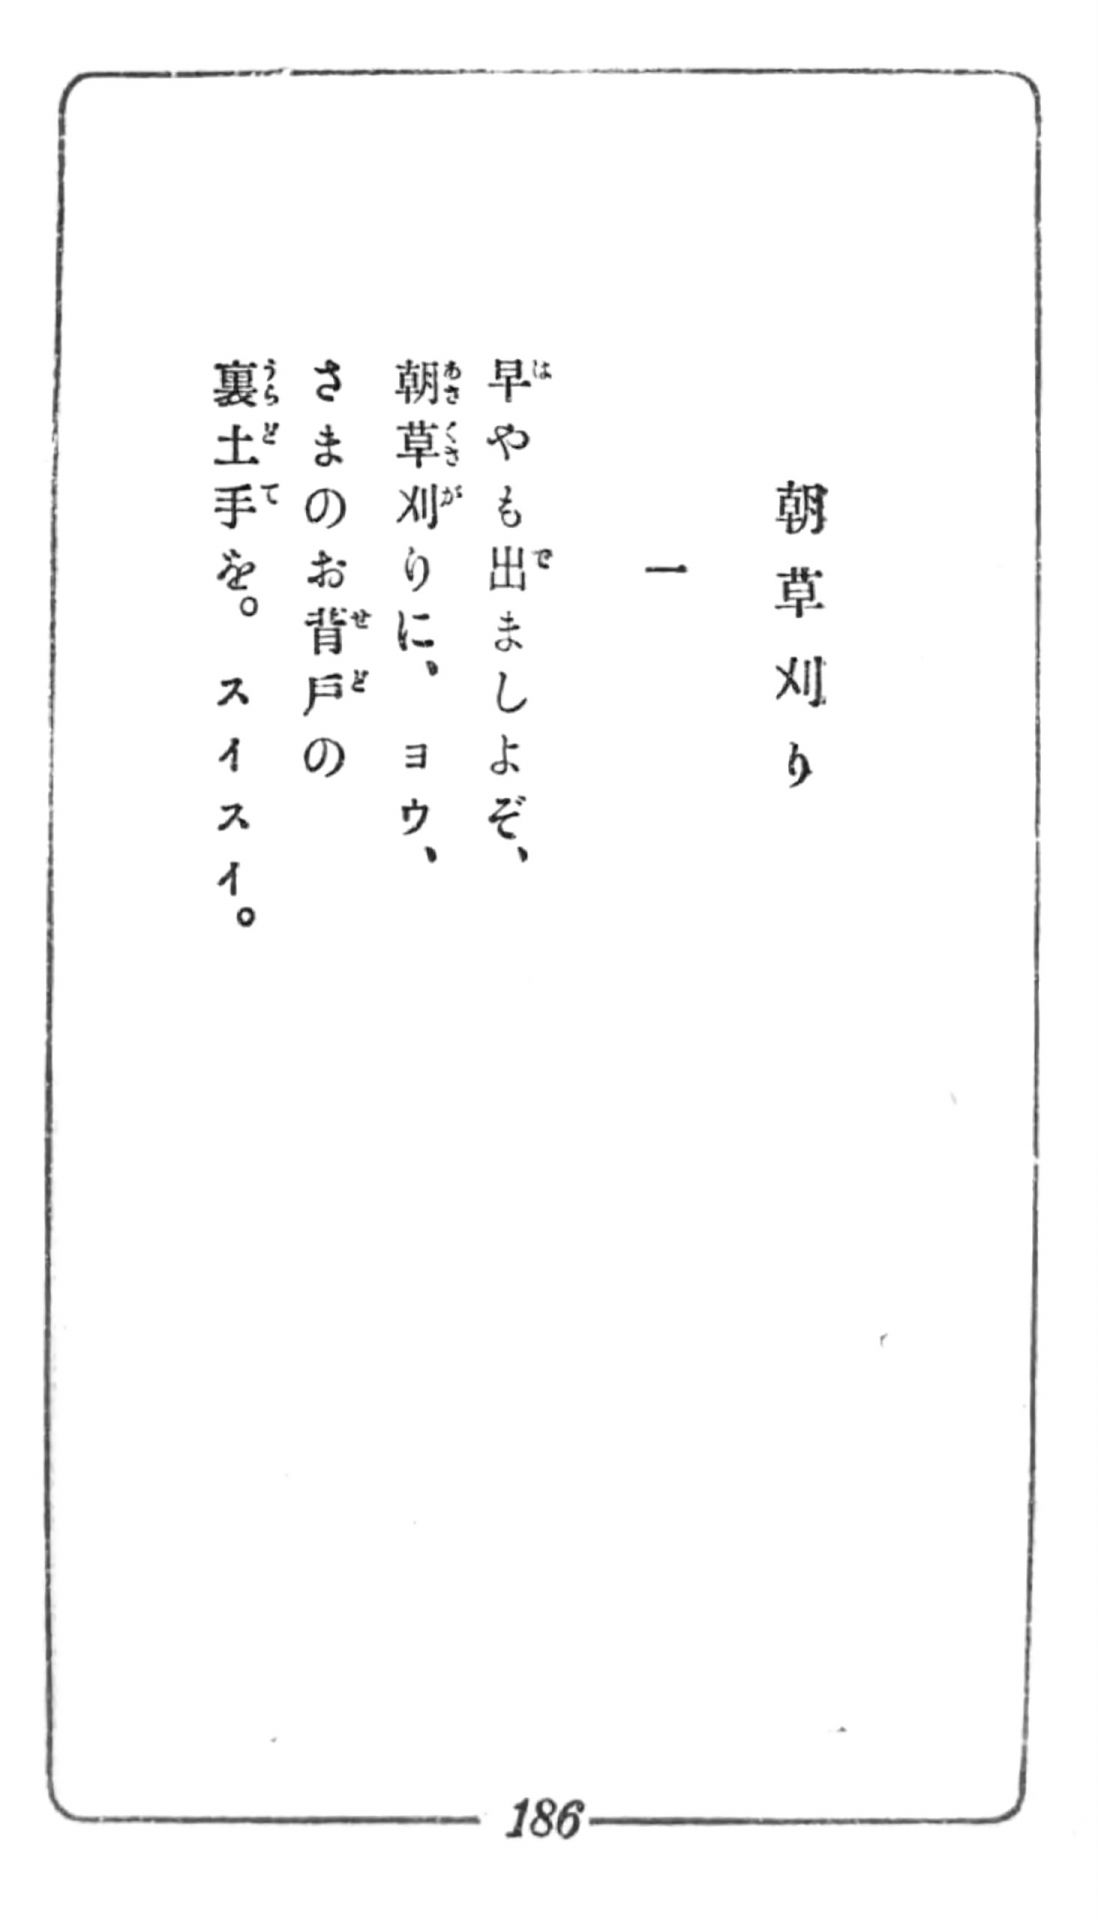 朝草刈り
一
早やも出ましよぞ、
朝草刈りに、ヨウ、
さまのお背戸の
裏土手を。スイスイ。
186